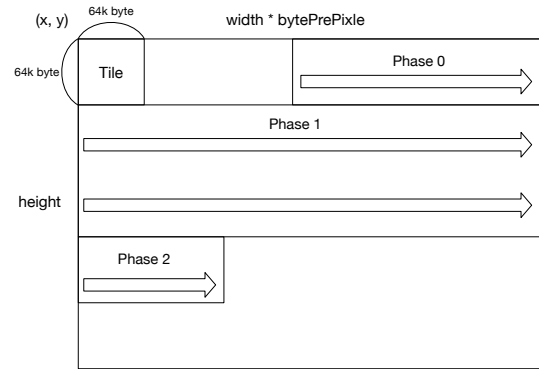 (x, y)
64k byte
width * bytePrePixle
64k byte
Tile
Phase 0
Phase 1
height
Phase 2